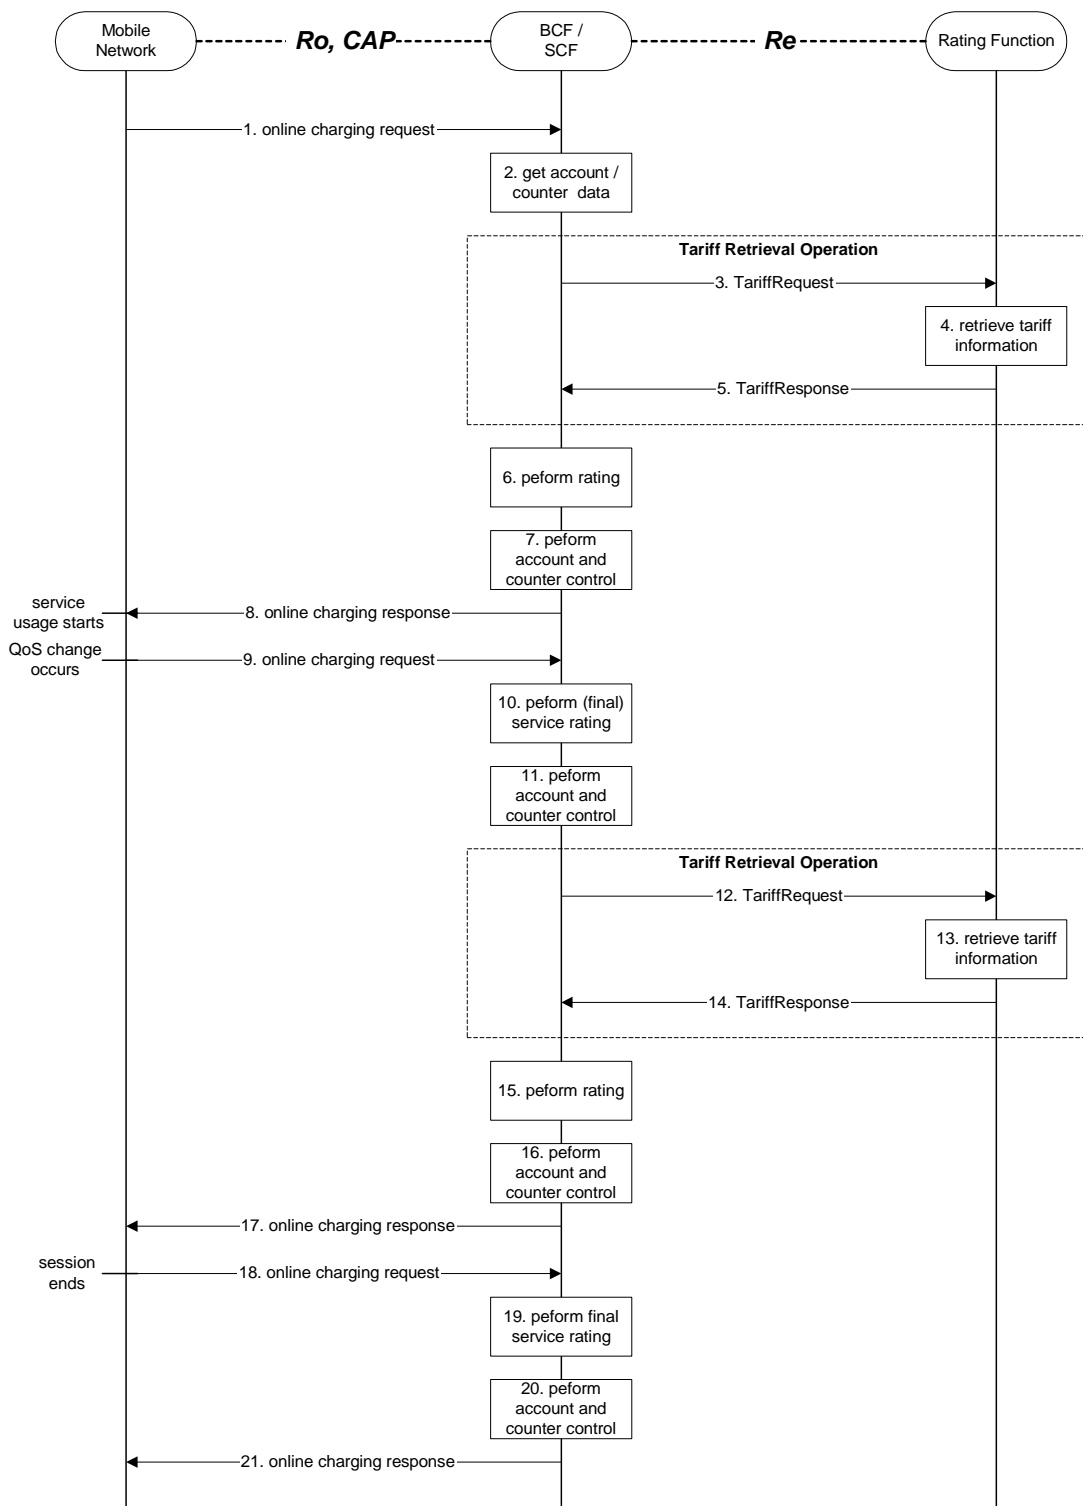 Mobile
Network
Ro, CAP
BCF /
SCF
Re
Rating Function
1. online charging request
2. get account /
counter data
Tariff Retrieval Operation
3. TariffRequest
4. retrieve tariff
information
5. TariffResponse
6. peform rating
7. peform
account and
counter control
service
usage starts
8. online charging response
QoS change
occurs
9. online charging request
10. peform (final)
service rating
11. peform
account and
counter control
Tariff Retrieval Operation
12. TariffRequest
13. retrieve tariff
information
14. TariffResponse
15. peform rating
16. peform
account and
counter control
17. online charging response
session
ends
18. online charging request
19. peform final
service rating
20. peform
account and
counter control
21. online charging response